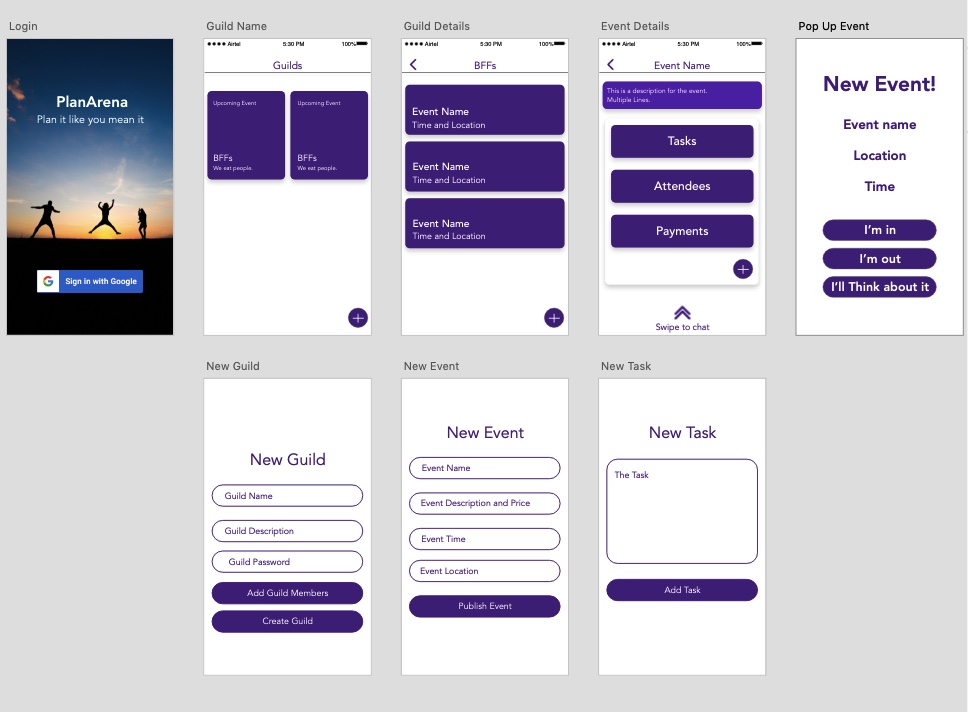 Login
PlanArena
Plan it like you mean it
Sign in with Google
Guild Name
Airtel 5:30 PM 100%
Guilds
Upcoming Event
BFFs
We eat people.
Upcoming Event
BFFs
We eat people.
Guild Details
Airtel 5:30 PM 100%
BFFs
Event Name
Time and Location
Event Name
Time and Location
Event Name
Time and Location
Event Details
Airtel 5:30 PM 100%
Event Name
This is a description for the event.
Multiple Lines.
Tasks
Attendees
Payments
Swipe to chat
Pop Up Event
New Event!
Event name
Location
Time
I'm in
I'm out
I'll Think about it
New Guild
New Guild
Guild Name
Guild Description
Guild Password
Add Guild Members
Create Guild
New Event
New Event
Event Name
Event Description and Price
Event Time
Event Location
Publish Event
New Task
New Task
The Task
Add Task